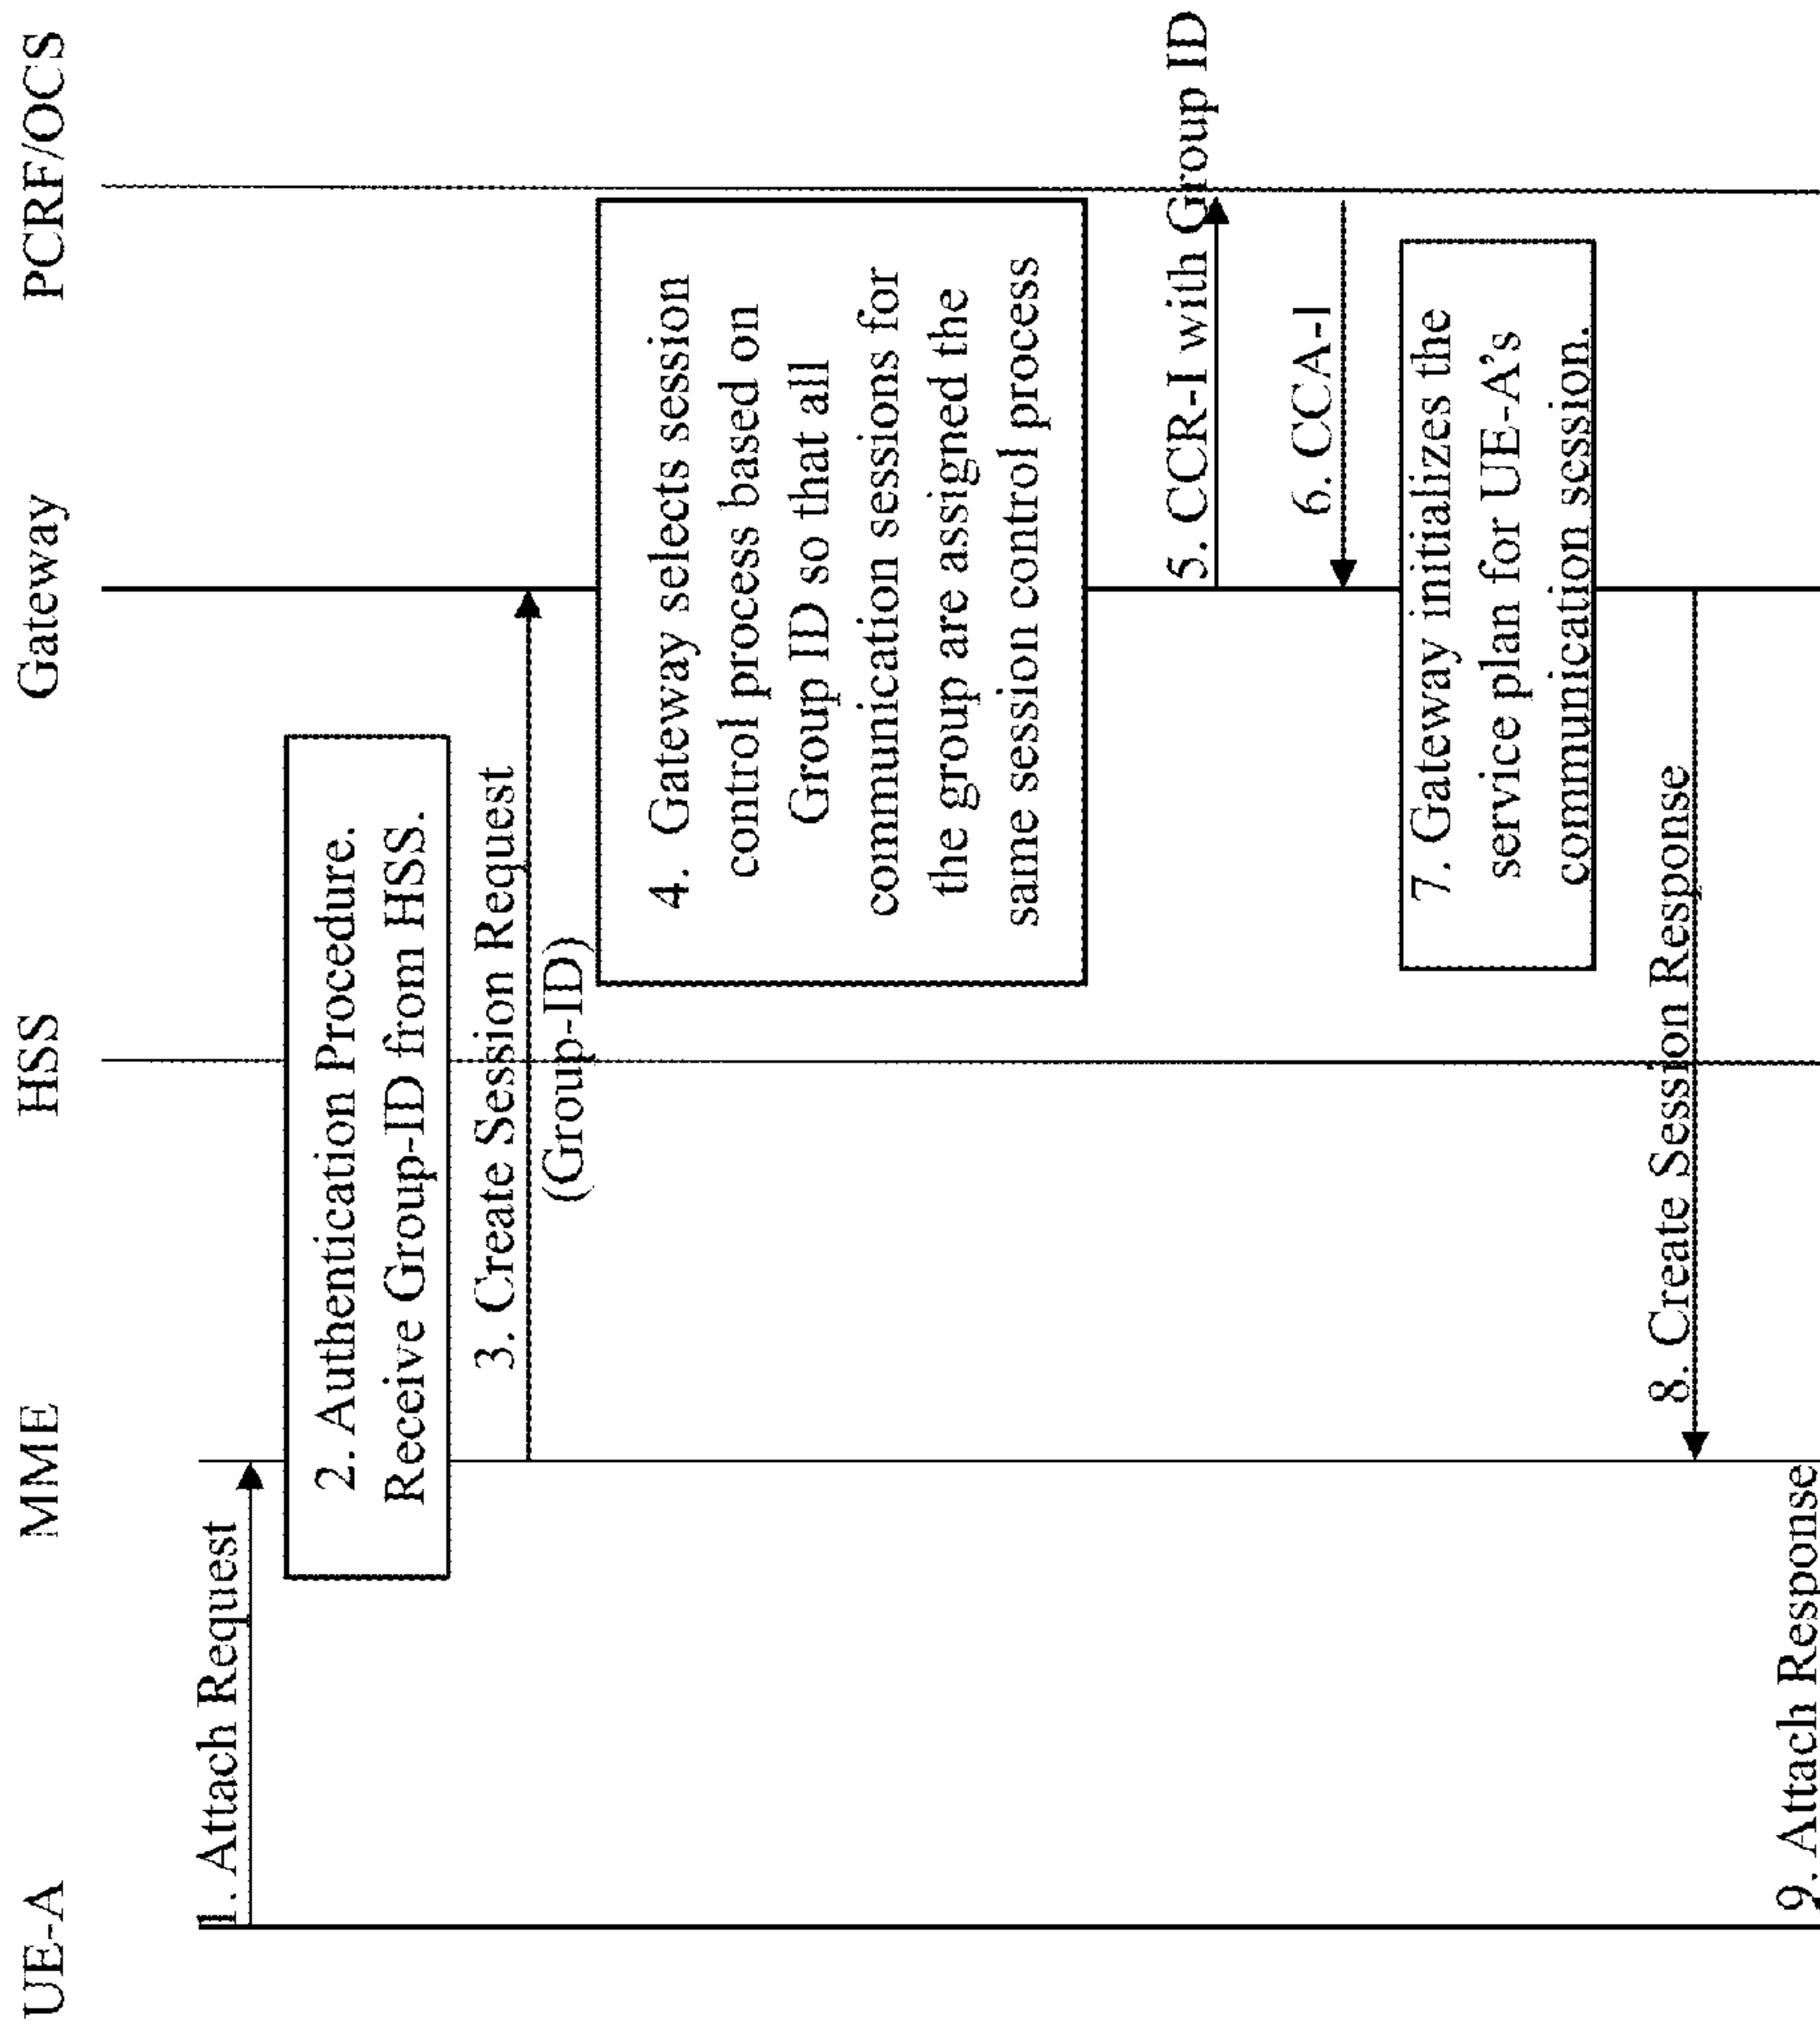 UE-A
MME
HSS
Gateway
PCRF/OCS
1. Attach Request
2. Authentication Procedure.
Receive Group-ID from HSS.
3. Create Session Request
(Group-ID)
4. Gateway selects session
control process based on
Group ID so that all
communication sessions for
the group are assigned the
same session control process
5. CCR-I with Group ID
6. CCA-I
7. Gateway initializes the
service plan for UE-A's
communication session.
8. Create Session Response
9. Attach Response